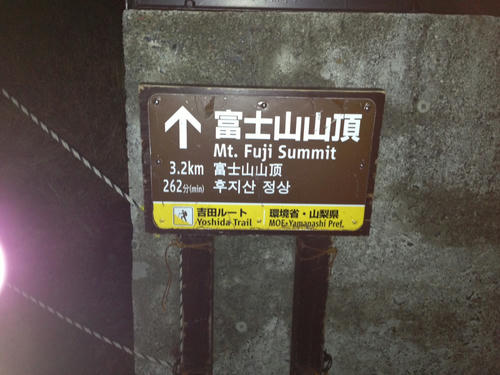 ↑ 富士山山頂
Mt. Fuji Summit
3.2km 富士山山顶
262分(min) 후지산 정상
吉田ルート 環境省・山梨県
Yoshida Trail MOE・Yamanashi Pref.